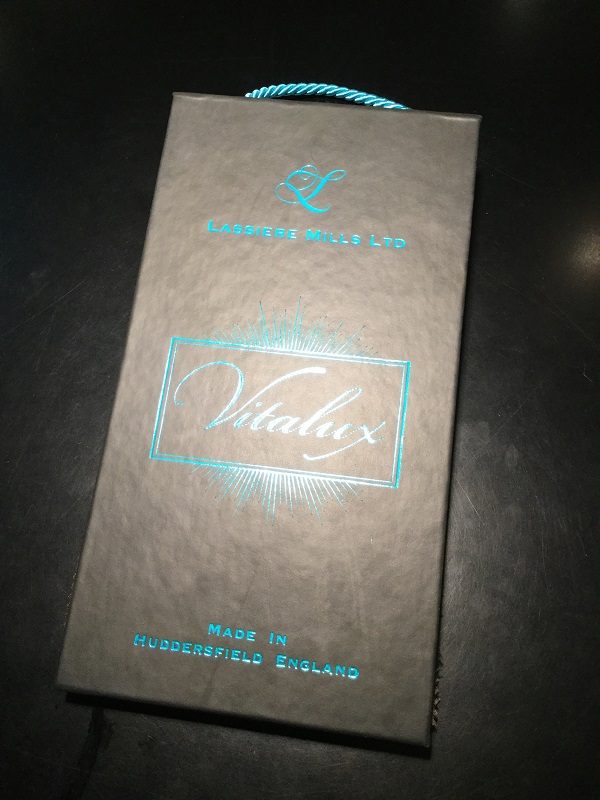 L
LASSIERE MILLS LTD
Vitalux
MADE IN
HUDDERSFIELD ENGLAND